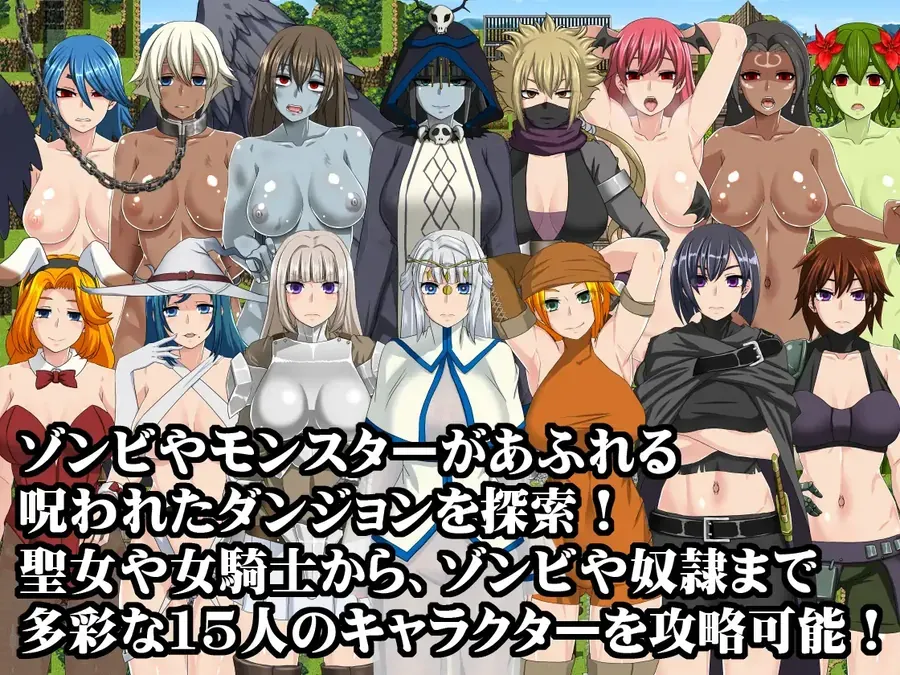 ゾンビやモンスターがあふれる
呪われたダンジョンを探索！
聖女や女騎士から、ゾンビや奴隷まで
多彩な15人のキャラクターを攻略可能！